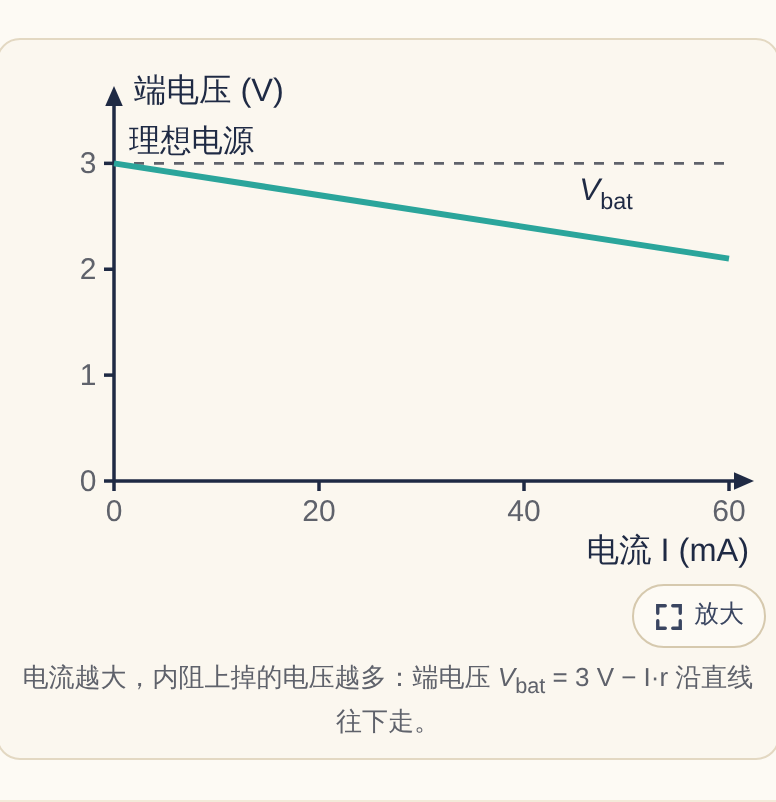 端电压 (V)
理想电源
3
V_bat
2
1
0
0 20 40 60
电流 I (mA)
放大
电流越大，内阻上掉的电压越多：端电压 V_bat = 3 V − I·r 沿直线
往下走。